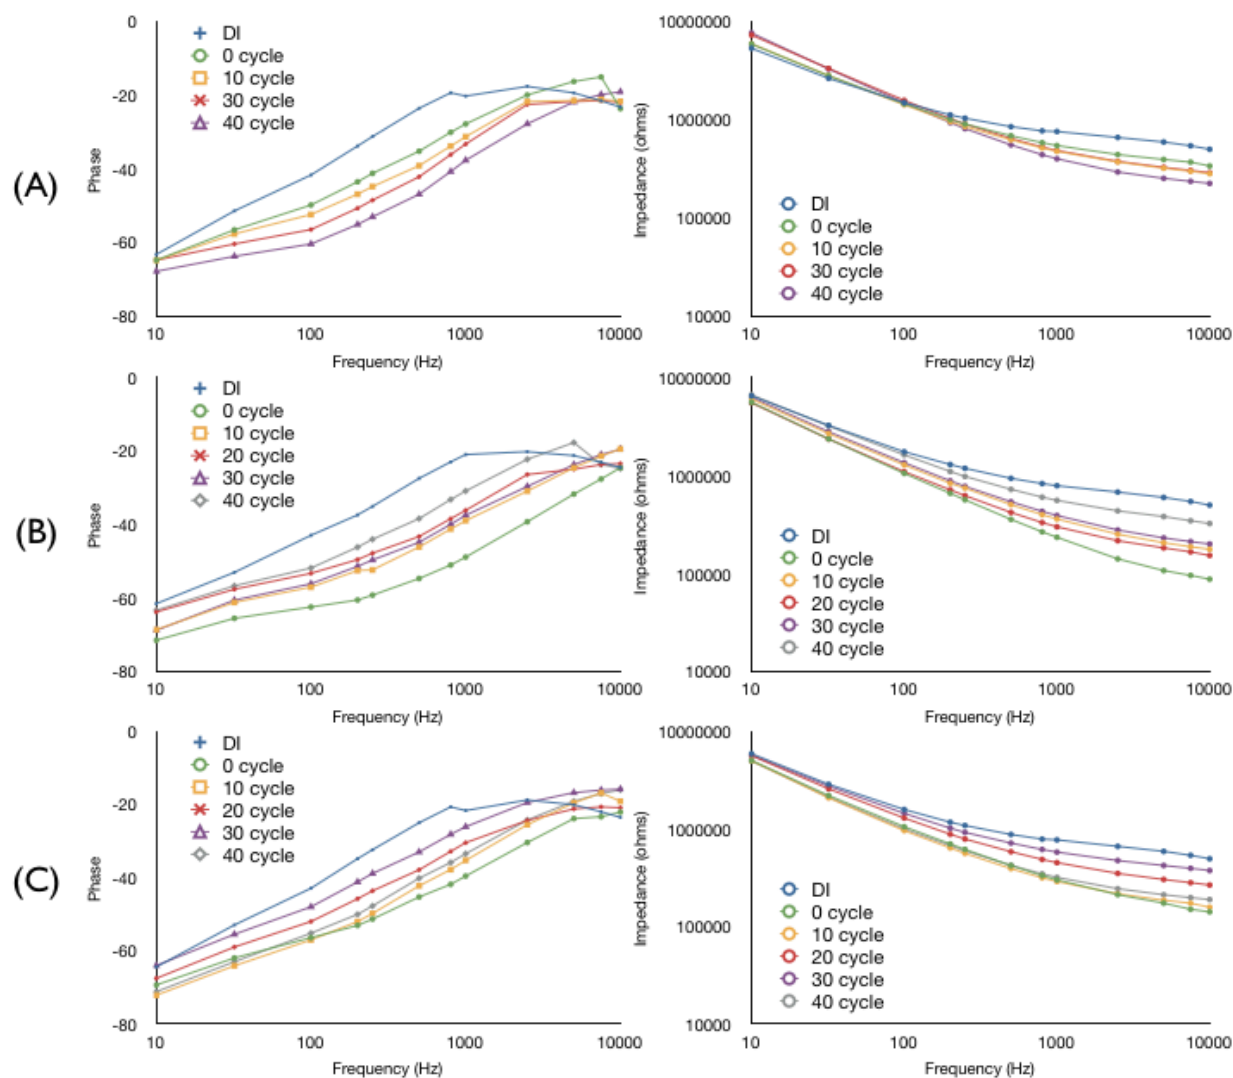 (A)
0
-20
-40
-60
-80
Phase
DI
0 cycle
10 cycle
30 cycle
40 cycle
10
100
1000
10000
Frequency (Hz)
10000000
1000000
100000
10000
Impedance (ohms)
DI
0 cycle
10 cycle
30 cycle
40 cycle
10
100
1000
10000
Frequency (Hz)
(B)
0
-20
-40
-60
-80
Phase
DI
0 cycle
10 cycle
20 cycle
30 cycle
40 cycle
10
100
1000
10000
Frequency (Hz)
10000000
1000000
100000
10000
Impedance (ohms)
DI
0 cycle
10 cycle
20 cycle
30 cycle
40 cycle
10
100
1000
10000
Frequency (Hz)
(C)
0
-20
-40
-60
-80
Phase
DI
0 cycle
10 cycle
20 cycle
30 cycle
40 cycle
10
100
1000
10000
Frequency (Hz)
10000000
1000000
100000
10000
Impedance (ohms)
DI
0 cycle
10 cycle
20 cycle
30 cycle
40 cycle
10
100
1000
10000
Frequency (Hz)